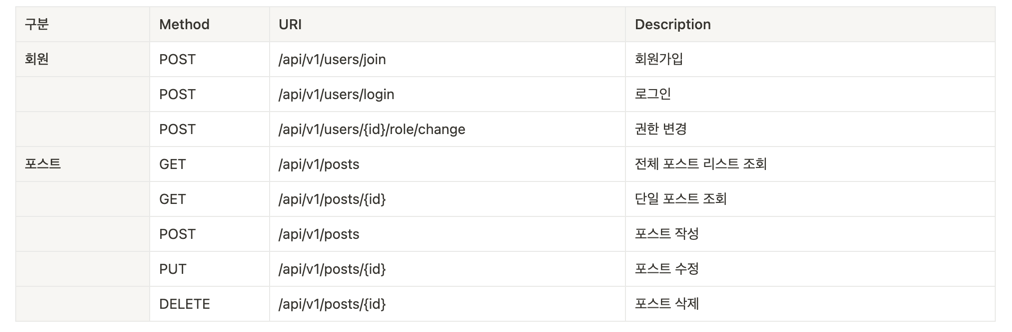 구분 Method URI Description
회원 POST /api/v1/users/join 회원가입
POST /api/v1/users/login 로그인
POST /api/v1/users/{id}/role/change 권한 변경
포스트 GET /api/v1/posts 전체 포스트 리스트 조회
GET /api/v1/posts/{id} 단일 포스트 조회
POST /api/v1/posts 포스트 작성
PUT /api/v1/posts/{id} 포스트 수정
DELETE /api/v1/posts/{id} 포스트 삭제